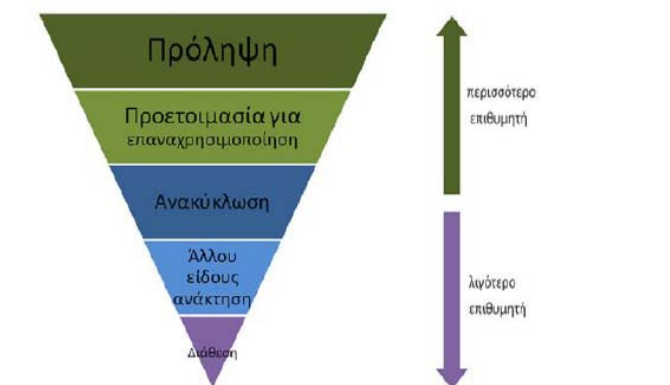 Πρόληψη
Προετοιμασία για
επαναχρησιμοποίηση
Ανακύκλωση
Άλλου
είδους
ανάκτηση
Διάθεση
περισσότερο
επιθυμητή
λιγότερο
επιθυμητή